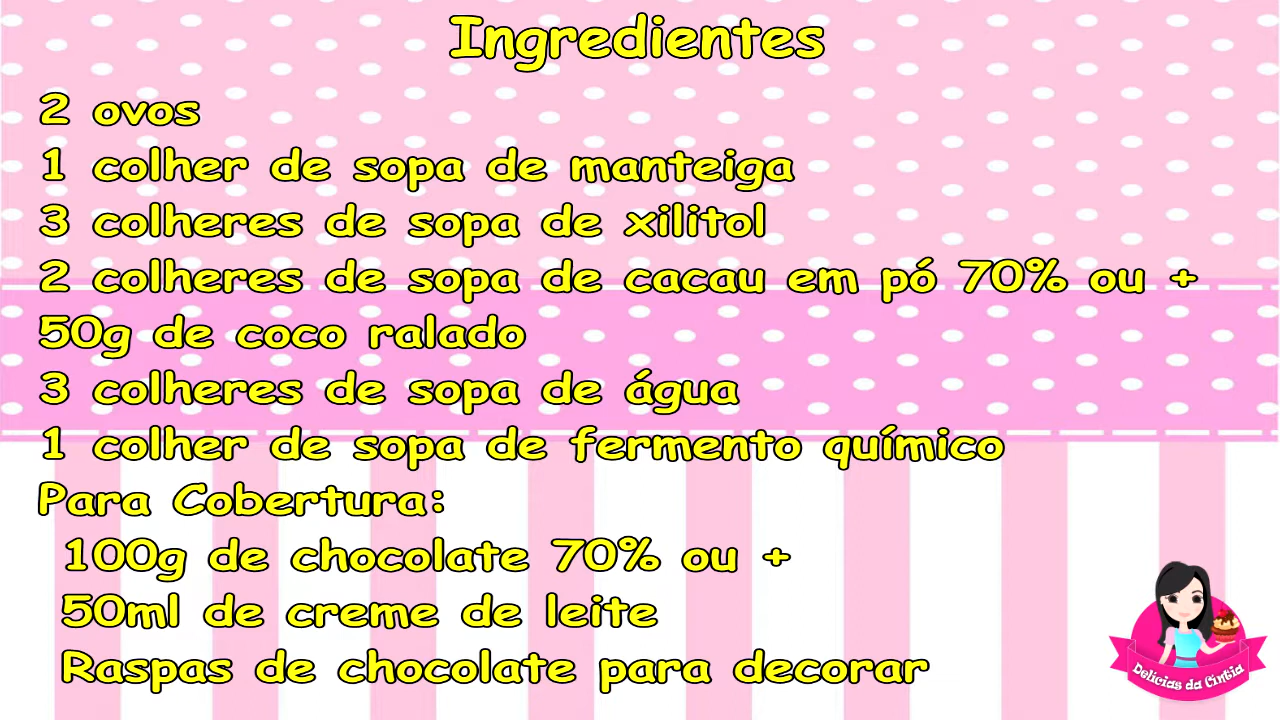 Ingredientes
2 ovos
1 colher de sopa de manteiga
3 colheres de sopa de xilitol
2 colheres de sopa de cacau em pó 70% ou +
50g de coco ralado
3 colheres de sopa de água
1 colher de sopa de fermento químico
Para Cobertura:
100g de chocolate 70% ou +
50ml de creme de leite
Raspas de chocolate para decorar
Delícias da Cíntia